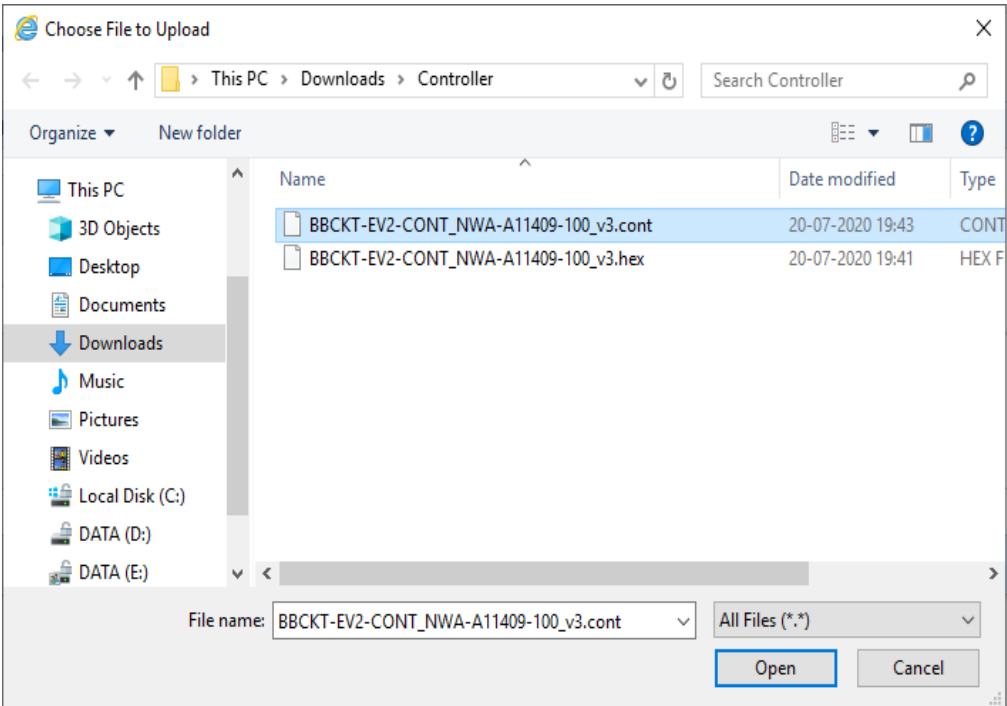 Choose File to Upload
This PC > Downloads > Controller
Search Controller
Organize New folder
Name Date modified Type
This PC
3D Objects
Desktop
Documents
Downloads
Music
Pictures
Videos
Local Disk (C:)
DATA (D:)
DATA (E:)
BBCKT-EV2-CONT_NWA-A11409-100_v3.cont 20-07-2020 19:43 CONT
BBCKT-EV2-CONT_NWA-A11409-100_v3.hex 20-07-2020 19:41 HEX F
File name: BBCKT-EV2-CONT_NWA-A11409-100_v3.cont All Files (*.*)
Open Cancel